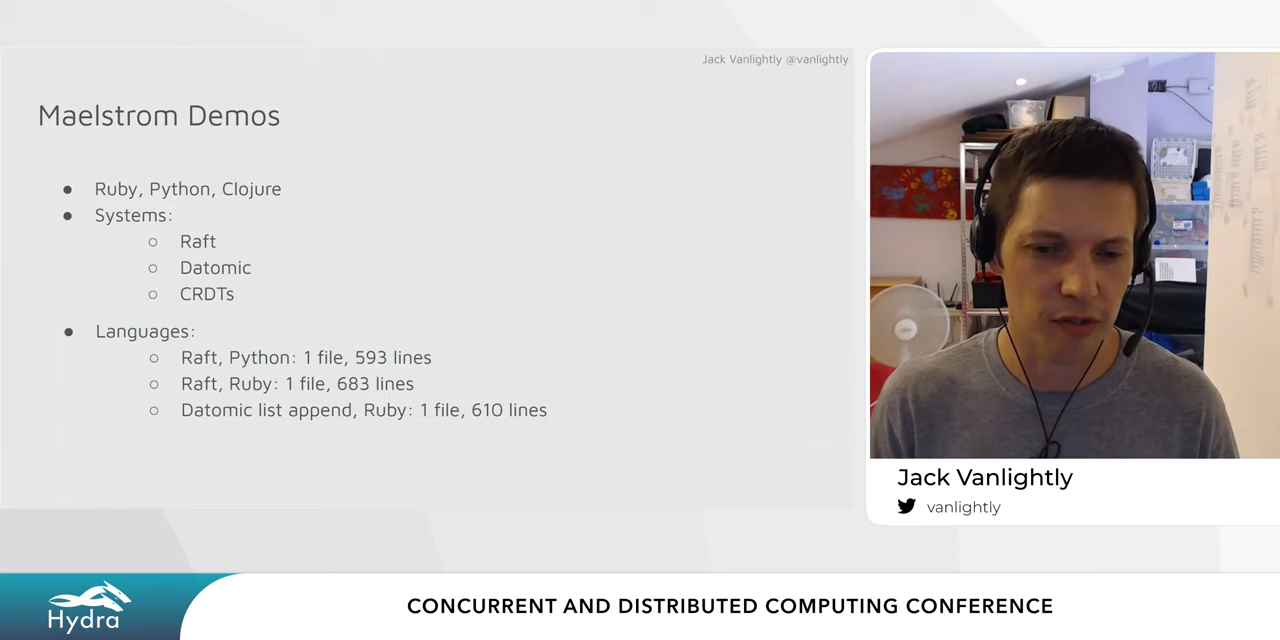 Jack Vanlightly @vanlightly
Maelstrom Demos
● Ruby, Python, Clojure
● Systems:
○ Raft
○ Datomic
○ CRDTs
● Languages:
○ Raft, Python: 1 file, 593 lines
○ Raft, Ruby: 1 file, 683 lines
○ Datomic list append, Ruby: 1 file, 610 lines
Jack Vanlightly
vanlightly
Hydra
CONCURRENT AND DISTRIBUTED COMPUTING CONFERENCE